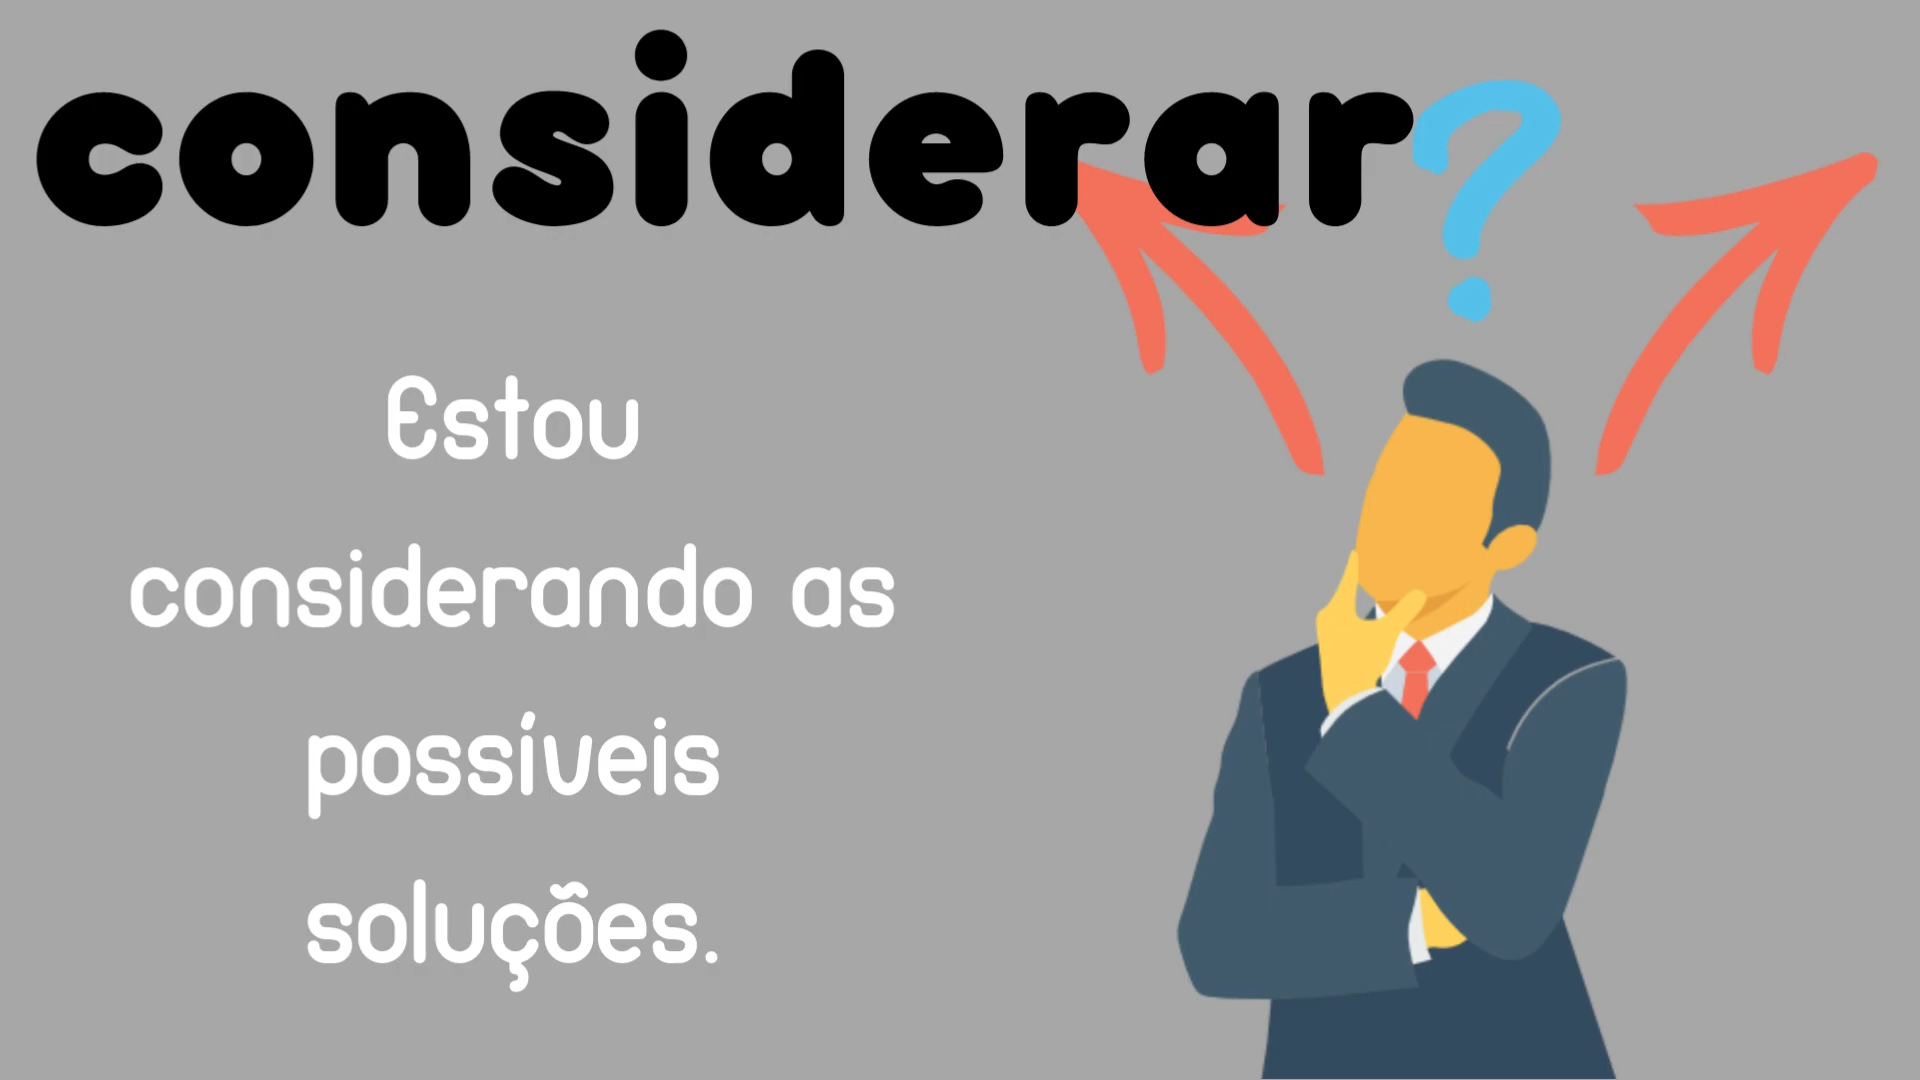 considerar?
Estou
considerando as
possíveis
soluções.